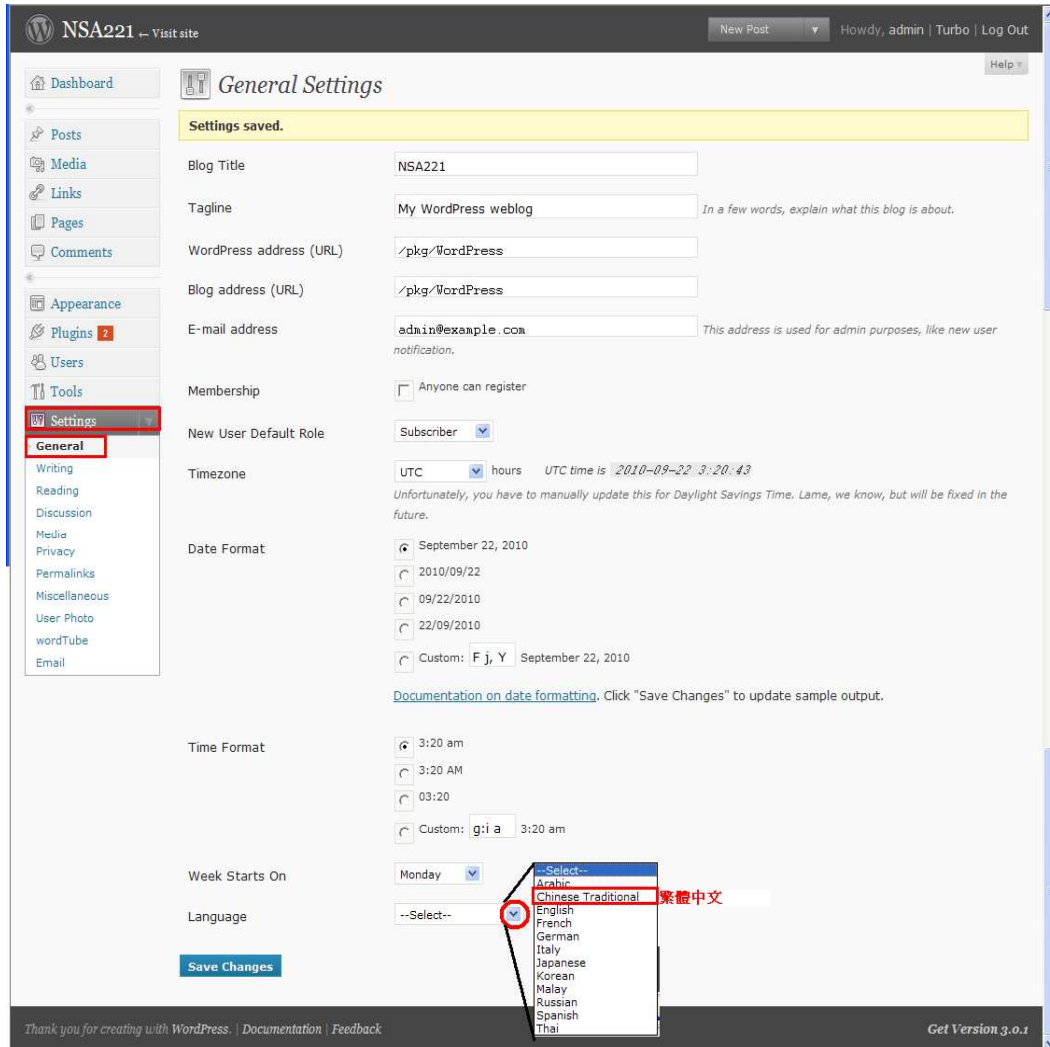 NSA221 ← Visit site
New Post
Howdy, admin | Turbo | Log Out
Help
Dashboard
Posts
Media
Links
Pages
Comments
Appearance
Plugins 2
Users
Tools
Settings
General
Writing
Reading
Discussion
Media
Privacy
Permalinks
Miscellaneous
User Photo
wordTube
Email
General Settings
Settings saved.
Blog Title NSA221
Tagline My WordPress weblog In a few words, explain what this blog is about.
WordPress address (URL) /pkg/WordPress
Blog address (URL) /pkg/WordPress
E-mail address admin@example.com This address is used for admin purposes, like new user
notification.
Membership Anyone can register
New User Default Role Subscriber
Timezone UTC hours UTC time is 2010-09-22 3:20:43
Unfortunately, you have to manually update this for Daylight Savings Time. Lame, we know, but will be fixed in the
future.
Date Format September 22, 2010
2010/09/22
09/22/2010
22/09/2010
Custom: F j, Y September 22, 2010
Documentation on date formatting. Click "Save Changes" to update sample output.
Time Format 3:20 am
3:20 AM
03:20
Custom: g:i a 3:20 am
Week Starts On Monday
Language --Select--
--Select--
Arabic
Chinese Traditional 繁體中文
English
French
German
Italy
Japanese
Korean
Malay
Russian
Spanish
Thai
Save Changes
Thank you for creating with WordPress. | Documentation | Feedback
Get Version 3.0.1